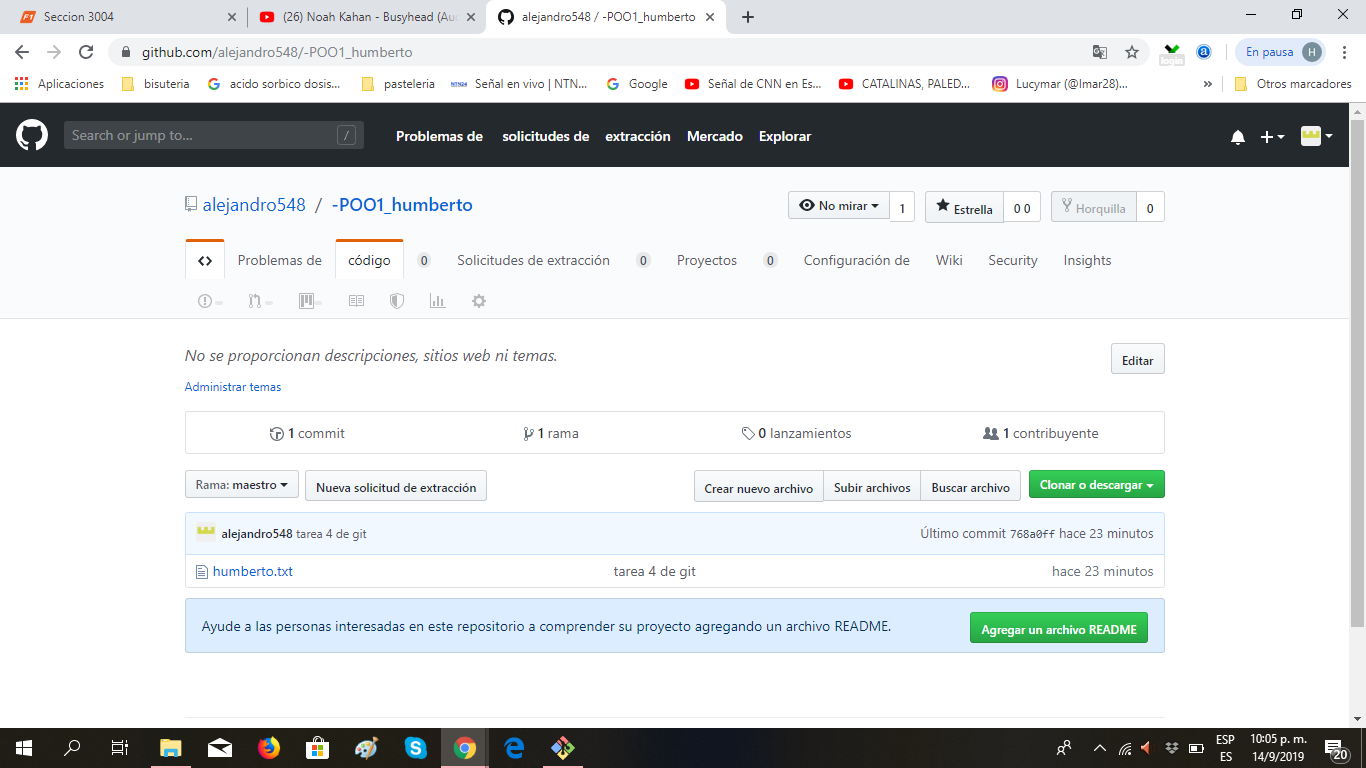 Seccion 3004
(26) Noah Kahan - Busyhead (Au
alejandro548 / -POO1_humberto
github.com/alejandro548/-POO1_humberto
En pausa H
Aplicaciones bisuteria acido sorbico dosis... pasteleria Señal en vivo | NTN... Google Señal de CNN en Es... CATALINAS, PALED... Lucymar (@lmar28)... » Otros marcadores
Search or jump to... / Problemas de solicitudes de extracción Mercado Explorar
alejandro548 / -POO1_humberto No mirar 1 Estrella 0 0 Horquilla 0
Problemas de código 0 Solicitudes de extracción 0 Proyectos 0 Configuración de Wiki Security Insights
No se proporcionan descripciones, sitios web ni temas. Editar
Administrar temas
1 commit 1 rama 0 lanzamientos 1 contribuyente
Rama: maestro Nueva solicitud de extracción Crear nuevo archivo Subir archivos Buscar archivo Clonar o descargar
alejandro548 tarea 4 de git Último commit 768a0ff hace 23 minutos
humberto.txt tarea 4 de git hace 23 minutos
Ayude a las personas interesadas en este repositorio a comprender su proyecto agregando un archivo README. Agregar un archivo README
ESP 10:05 p. m.
ES 14/9/2019 20